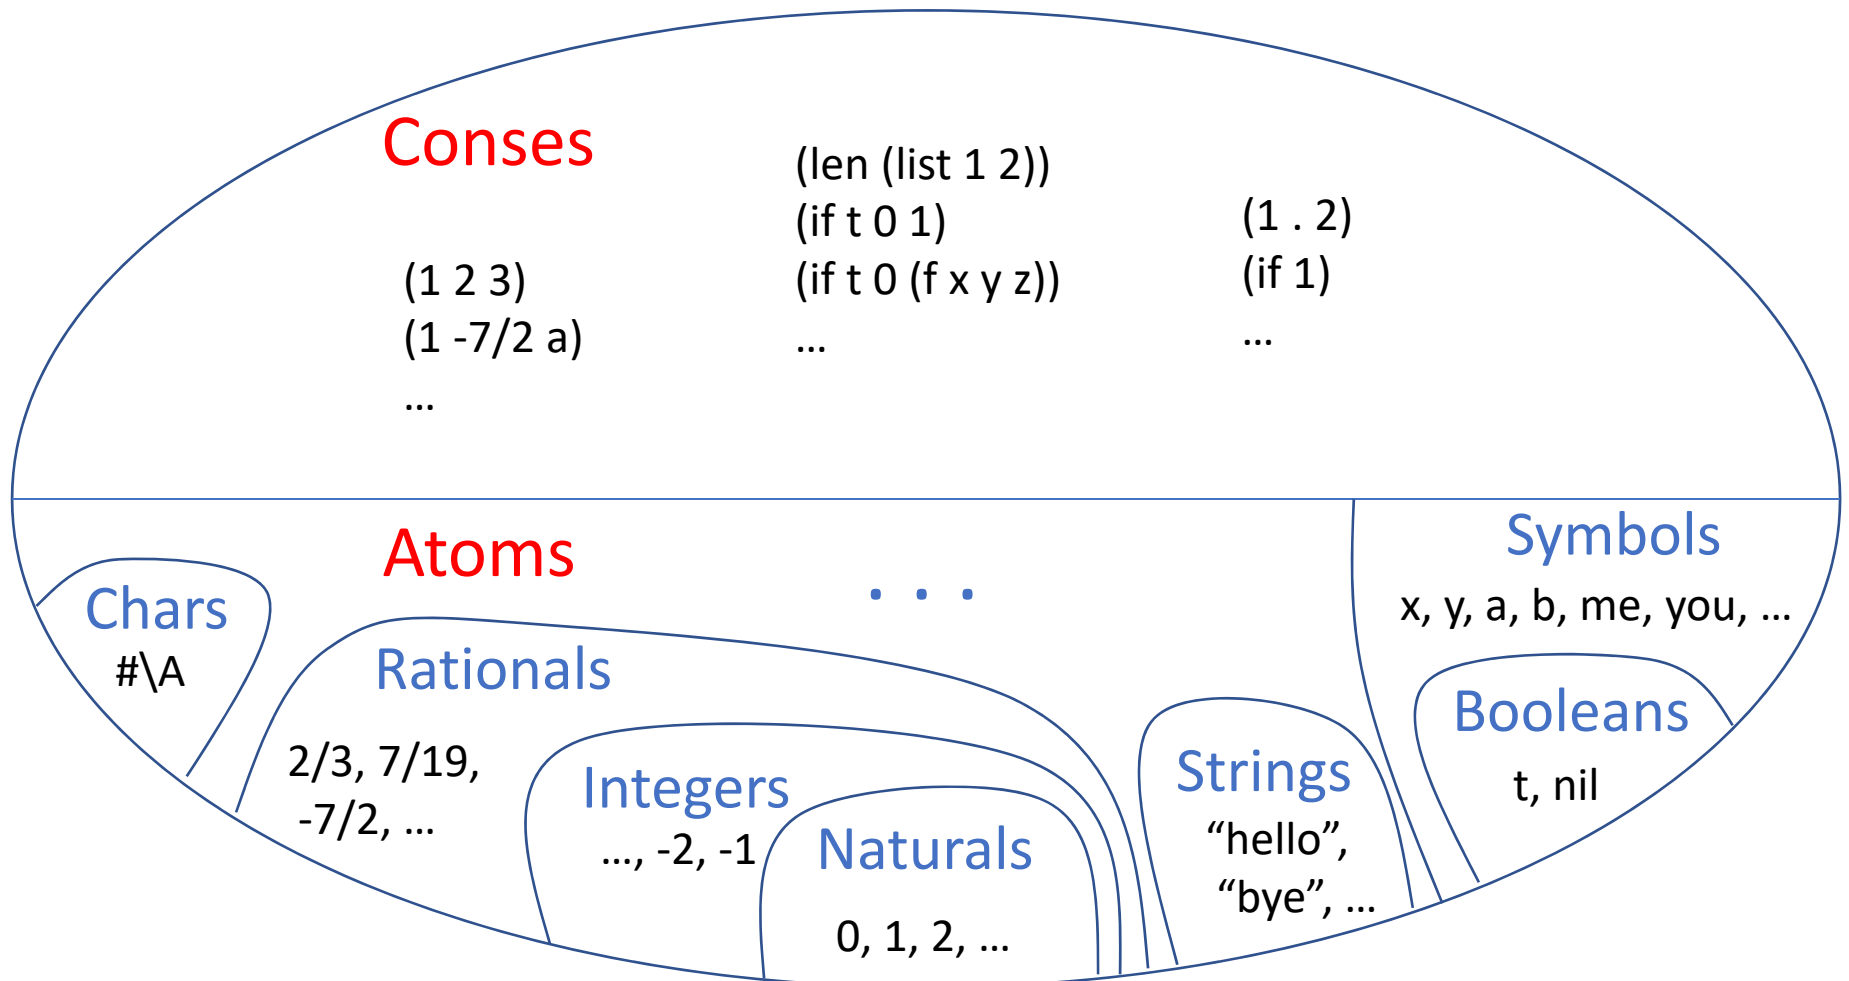 Conses
(1 2 3)
(1 -7/2 a)
…
(len (list 1 2))
(if t 0 1)
(if t 0 (f x y z))
…
(1 . 2)
(if 1)
…
Atoms
. . .
Chars
#\A
Rationals
2/3, 7/19,
-7/2, …
Integers
…, -2, -1
Naturals
0, 1, 2, …
Strings
“hello”,
“bye”, …
Symbols
x, y, a, b, me, you, …
Booleans
t, nil